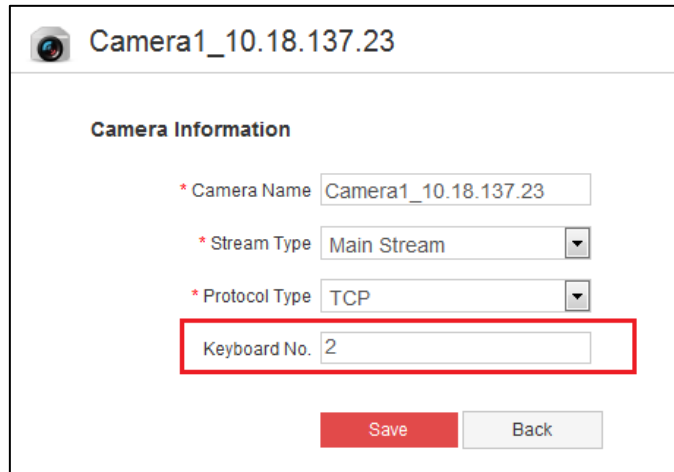 Camera1_10.18.137.23
Camera Information
* Camera Name Camera1_10.18.137.23
* Stream Type Main Stream
* Protocol Type TCP
Keyboard No. 2
Save Back